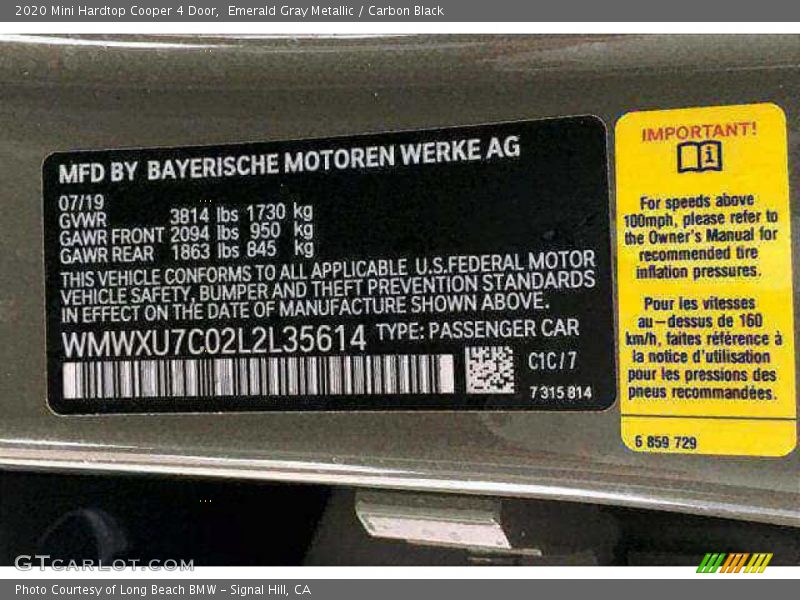 2020 Mini Hardtop Cooper 4 Door,  Emerald Gray Metallic / Carbon Black
MFD BY BAYERISCHE MOTOREN WERKE AG
07/19
GVWR 3814 lbs 1730 kg
GAWR FRONT 2094 lbs 950 kg
GAWR REAR 1863 lbs 845 kg
THIS VEHICLE CONFORMS TO ALL APPLICABLE U.S.FEDERAL MOTOR
VEHICLE SAFETY, BUMPER AND THEFT PREVENTION STANDARDS
IN EFFECT ON THE DATE OF MANUFACTURE SHOWN ABOVE.
WMWXU7C02L2L35614 TYPE: PASSENGER CAR
C1C/7
7 315 814
IMPORTANT!
For speeds above
100mph, please refer to
the Owner's Manual for
recommended tire
inflation pressures.
Pour les vitesses
au-dessus de 160
km/h, faites référence à
la notice d'utilisation
pour les pressions des
pneus recommandées.
6 859 729
GTcarlot.com
Photo Courtesy of Long Beach BMW - Signal Hill, CA